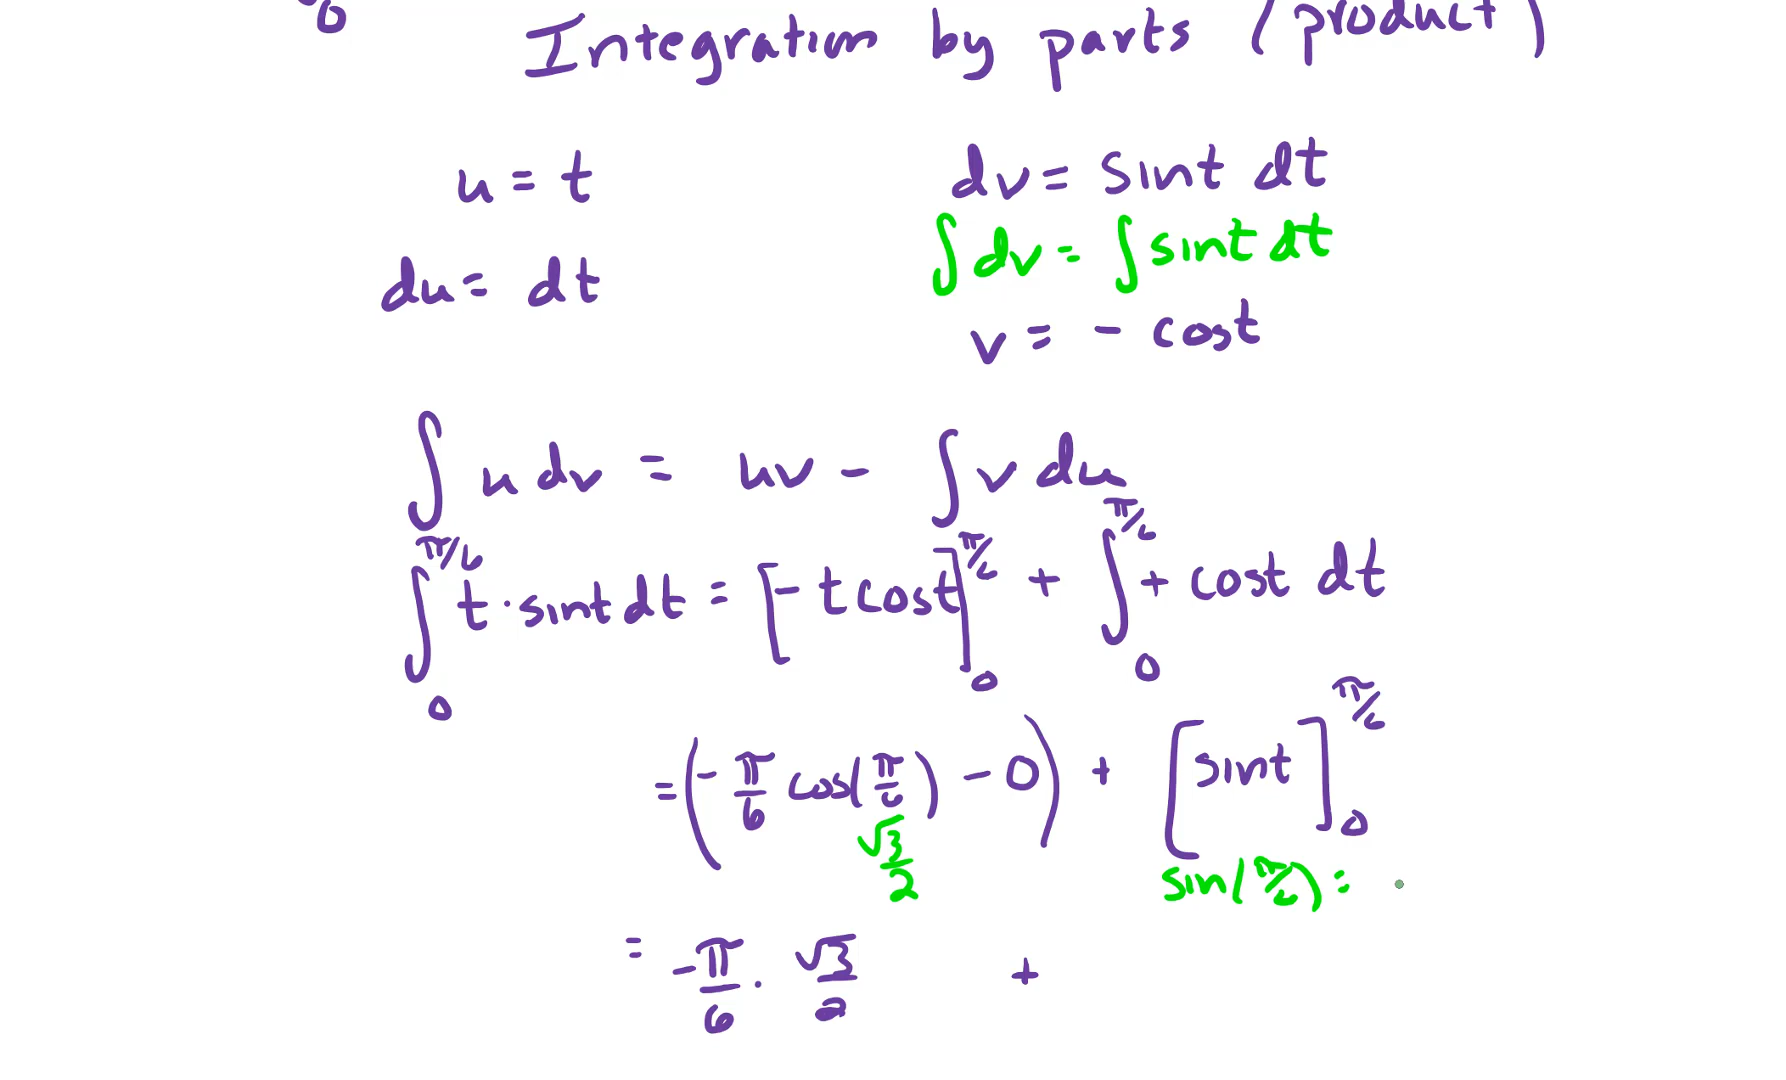 Integration by parts (product)
u = t
dv = sint dt
∫ dv = ∫ sint dt
du = dt
v = - cost
∫ u dv = uv - ∫ v du
∫₀^{π/6} t · sint dt = [- t cost]₀^{π/6} + ∫₀^{π/6} + cost dt
= (- π/6 cos(π/6) - 0) + [sint]₀^{π/6}
√3/2
sin(π/6) =
= -π/6 · √3/2 +